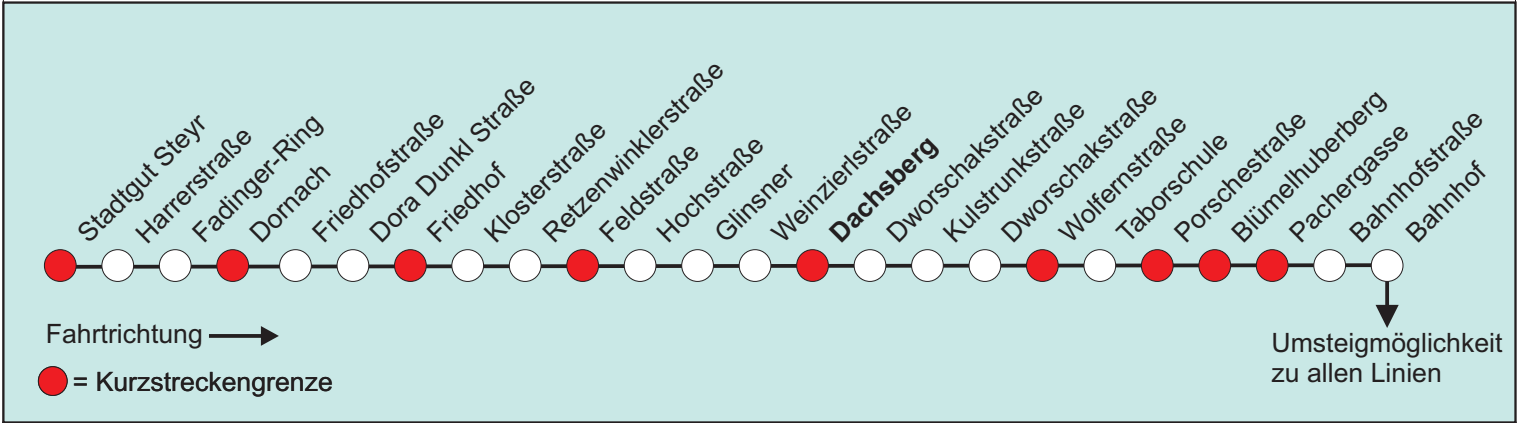 Stadtgut Steyr
Harrerstraße
Fadinger-Ring
Dornach
Friedhofstraße
Dora Dunkl Straße
Friedhof
Klosterstraße
Retzenwinklerstraße
Feldstraße
Hochstraße
Glinsner
Weinzierlstraße
Dachsberg
Dworschakstraße
Kulstrunkstraße
Dworschakstraße
Wolfernstraße
Taborschule
Porschestraße
Blümelhuberberg
Pachergasse
Bahnhofstraße
Bahnhof
Fahrtrichtung
= Kurzstreckengrenze
Umsteigmöglichkeit
zu allen Linien